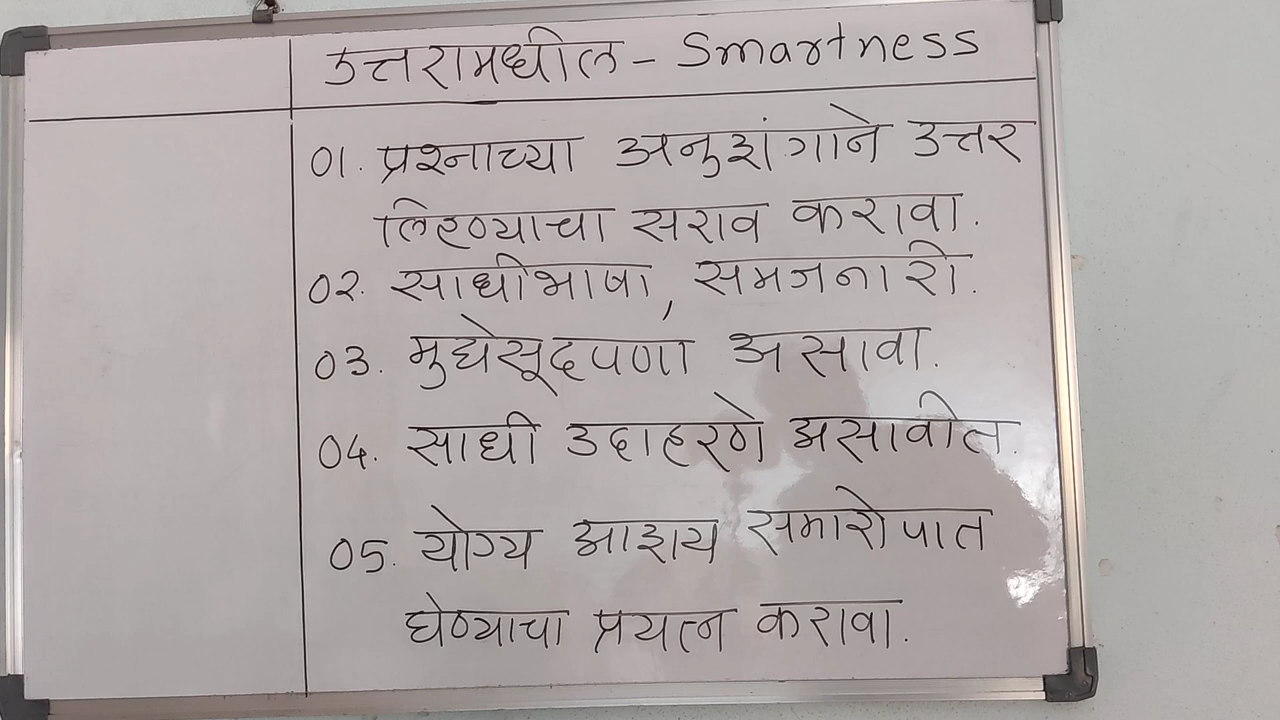 उत्तरामधील - Smartness
01. प्रश्नाच्या अनुशंगाने उत्तर
लिहण्याचा सराव करावा.
02. साधीभाषा, समजनारी.
03. मुद्येसूदपणा असावा.
04. साधी उदाहरणे असावीत.
05. योग्य आशय समारोपात
घेण्याचा प्रयत्न करावा.